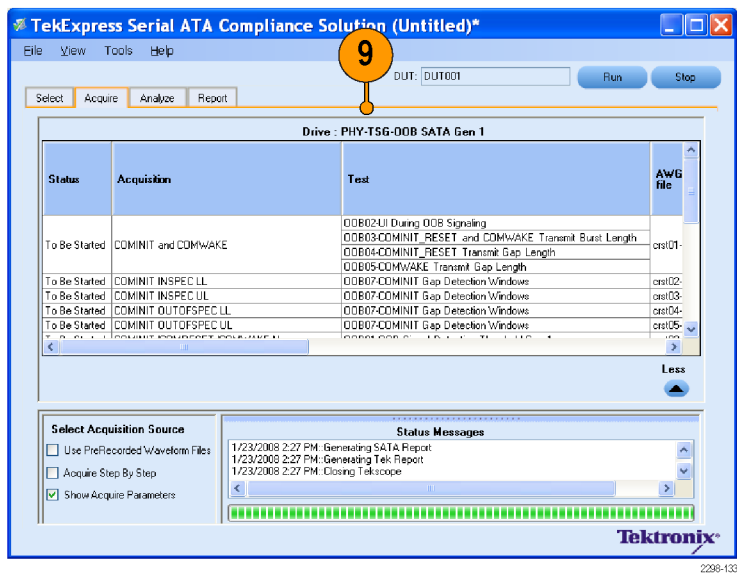 TekExpress Serial ATA Compliance Solution (Untitled)*
9
File View Tools Help
DUT: DUT001 Run Stop
Select Acquire Analyze Report
Drive : PHY-TSG-OOB SATA Gen 1
Status Acquisition Test AWG file
To Be Started COMINIT and COMWAKE OOB02-UI During OOB Signaling crst01-
OOB03-COMINIT_RESET and COMWAKE Transmit Burst Length
OOB04-COMINIT_RESET Transmit Gap Length
OOB05-COMWAKE Transmit Gap Length
To Be Started COMINIT INSPEC LL OOB07-COMINIT Gap Detection Windows crst02-
To Be Started COMINIT INSPEC UL OOB07-COMINIT Gap Detection Windows crst03-
To Be Started COMINIT OUTOFSPEC LL OOB07-COMINIT Gap Detection Windows crst04-
To Be Started COMINIT OUTOFSPEC UL OOB07-COMINIT Gap Detection Windows crst05-
Less
Select Acquisition Source
Use PreRecorded Waveform Files
Acquire Step By Step
Show Acquire Parameters
Status Messages
1/23/2008 2:27 PM::Generating SATA Report
1/23/2008 2:27 PM::Generating Tek Report
1/23/2008 2:27 PM::Closing Tekscope
Tektronix
2298-133